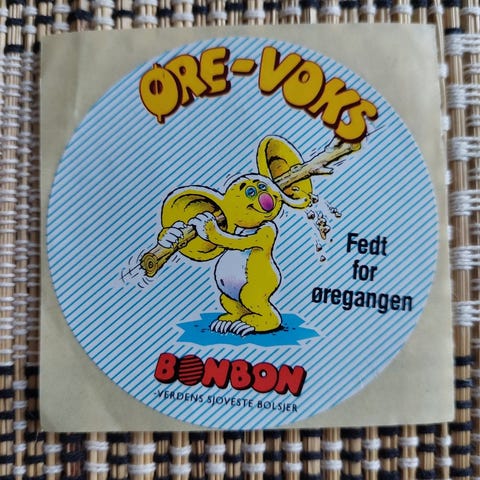 ØRE-VOKS
Fedt
for
øregangen
BONBON
-VERDENS SJOVESTE BOLSJER